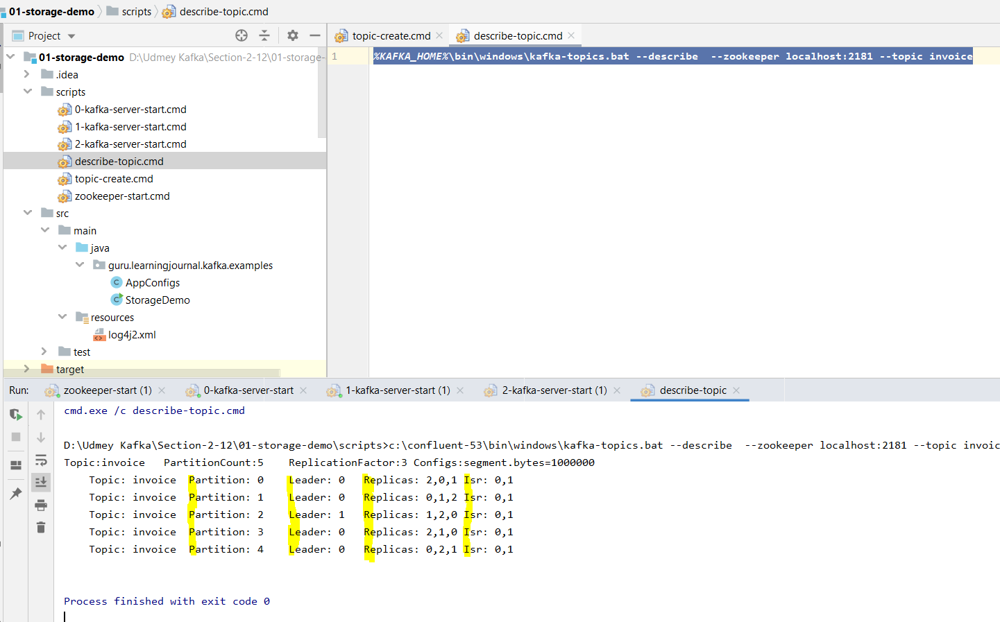 01-storage-demo scripts describe-topic.cmd
Project
topic-create.cmd describe-topic.cmd
01-storage-demo D:\Udmey Kafka\Section-2-12\01-storage-
1 %KAFKA_HOME%\bin\windows\kafka-topics.bat --describe  --zookeeper localhost:2181 --topic invoice
.idea
scripts
0-kafka-server-start.cmd
1-kafka-server-start.cmd
2-kafka-server-start.cmd
describe-topic.cmd
topic-create.cmd
zookeeper-start.cmd
src
main
java
guru.learningjournal.kafka.examples
AppConfigs
StorageDemo
resources
log4j2.xml
test
target
Run: zookeeper-start (1) 0-kafka-server-start 1-kafka-server-start (1) 2-kafka-server-start (1) describe-topic
cmd.exe /c describe-topic.cmd
D:\Udmey Kafka\Section-2-12\01-storage-demo\scripts>c:\confluent-53\bin\windows\kafka-topics.bat --describe  --zookeeper localhost:2181 --topic invoic
Topic:invoice PartitionCount:5 ReplicationFactor:3 Configs:segment.bytes=1000000
Topic: invoice Partition: 0 Leader: 0 Replicas: 2,0,1 Isr: 0,1
Topic: invoice Partition: 1 Leader: 0 Replicas: 0,1,2 Isr: 0,1
Topic: invoice Partition: 2 Leader: 1 Replicas: 1,2,0 Isr: 0,1
Topic: invoice Partition: 3 Leader: 0 Replicas: 2,1,0 Isr: 0,1
Topic: invoice Partition: 4 Leader: 0 Replicas: 0,2,1 Isr: 0,1
Process finished with exit code 0